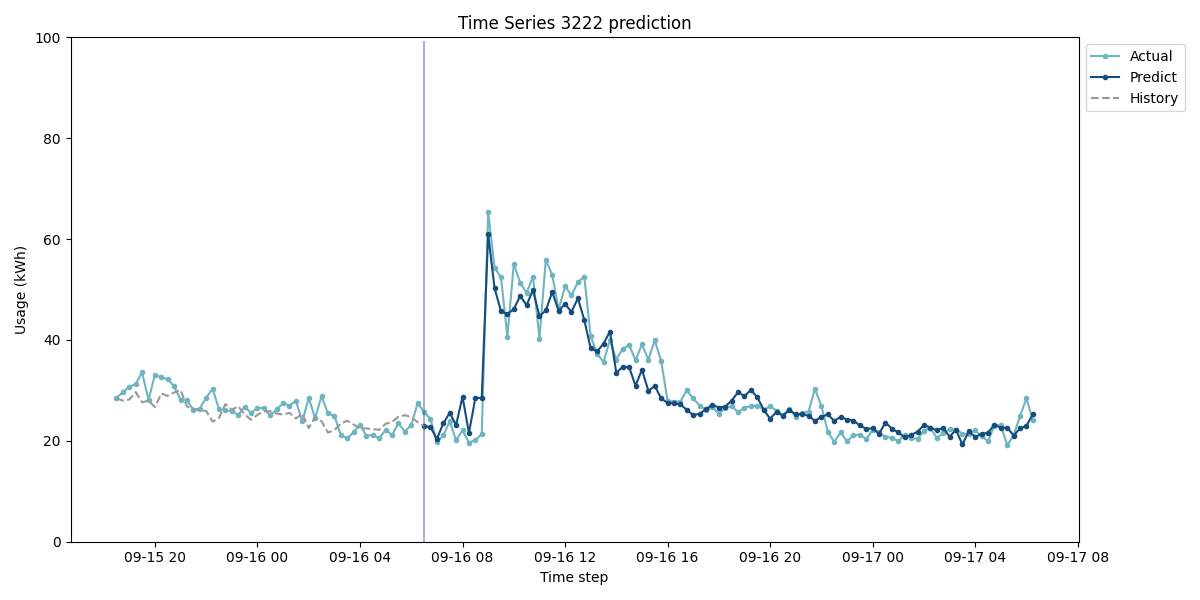 Time Series 3222 prediction
100
80
60
40
20
0
Usage (kWh)
09-15 20
09-16 00
09-16 04
09-16 08
09-16 12
09-16 16
09-16 20
09-17 00
09-17 04
09-17 08
Time step
Actual
Predict
History